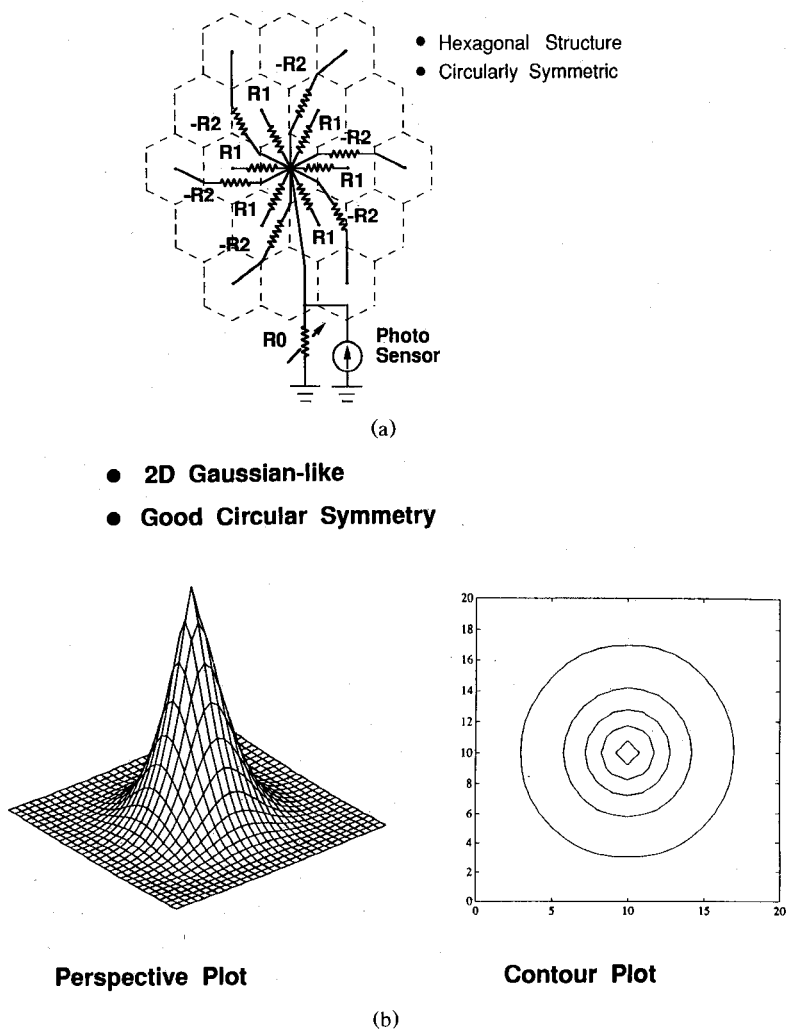 ● Hexagonal Structure
● Circularly Symmetric
-R2
R1
R1
-R2
-R2
R1
R1
-R2
R1
R1
-R2
-R2
R0
Photo
Sensor
(a)
● 2D Gaussian-like
● Good Circular Symmetry
20
18
16
14
12
10
8
6
4
2
0
0
5
10
15
20
Perspective Plot
Contour Plot
(b)